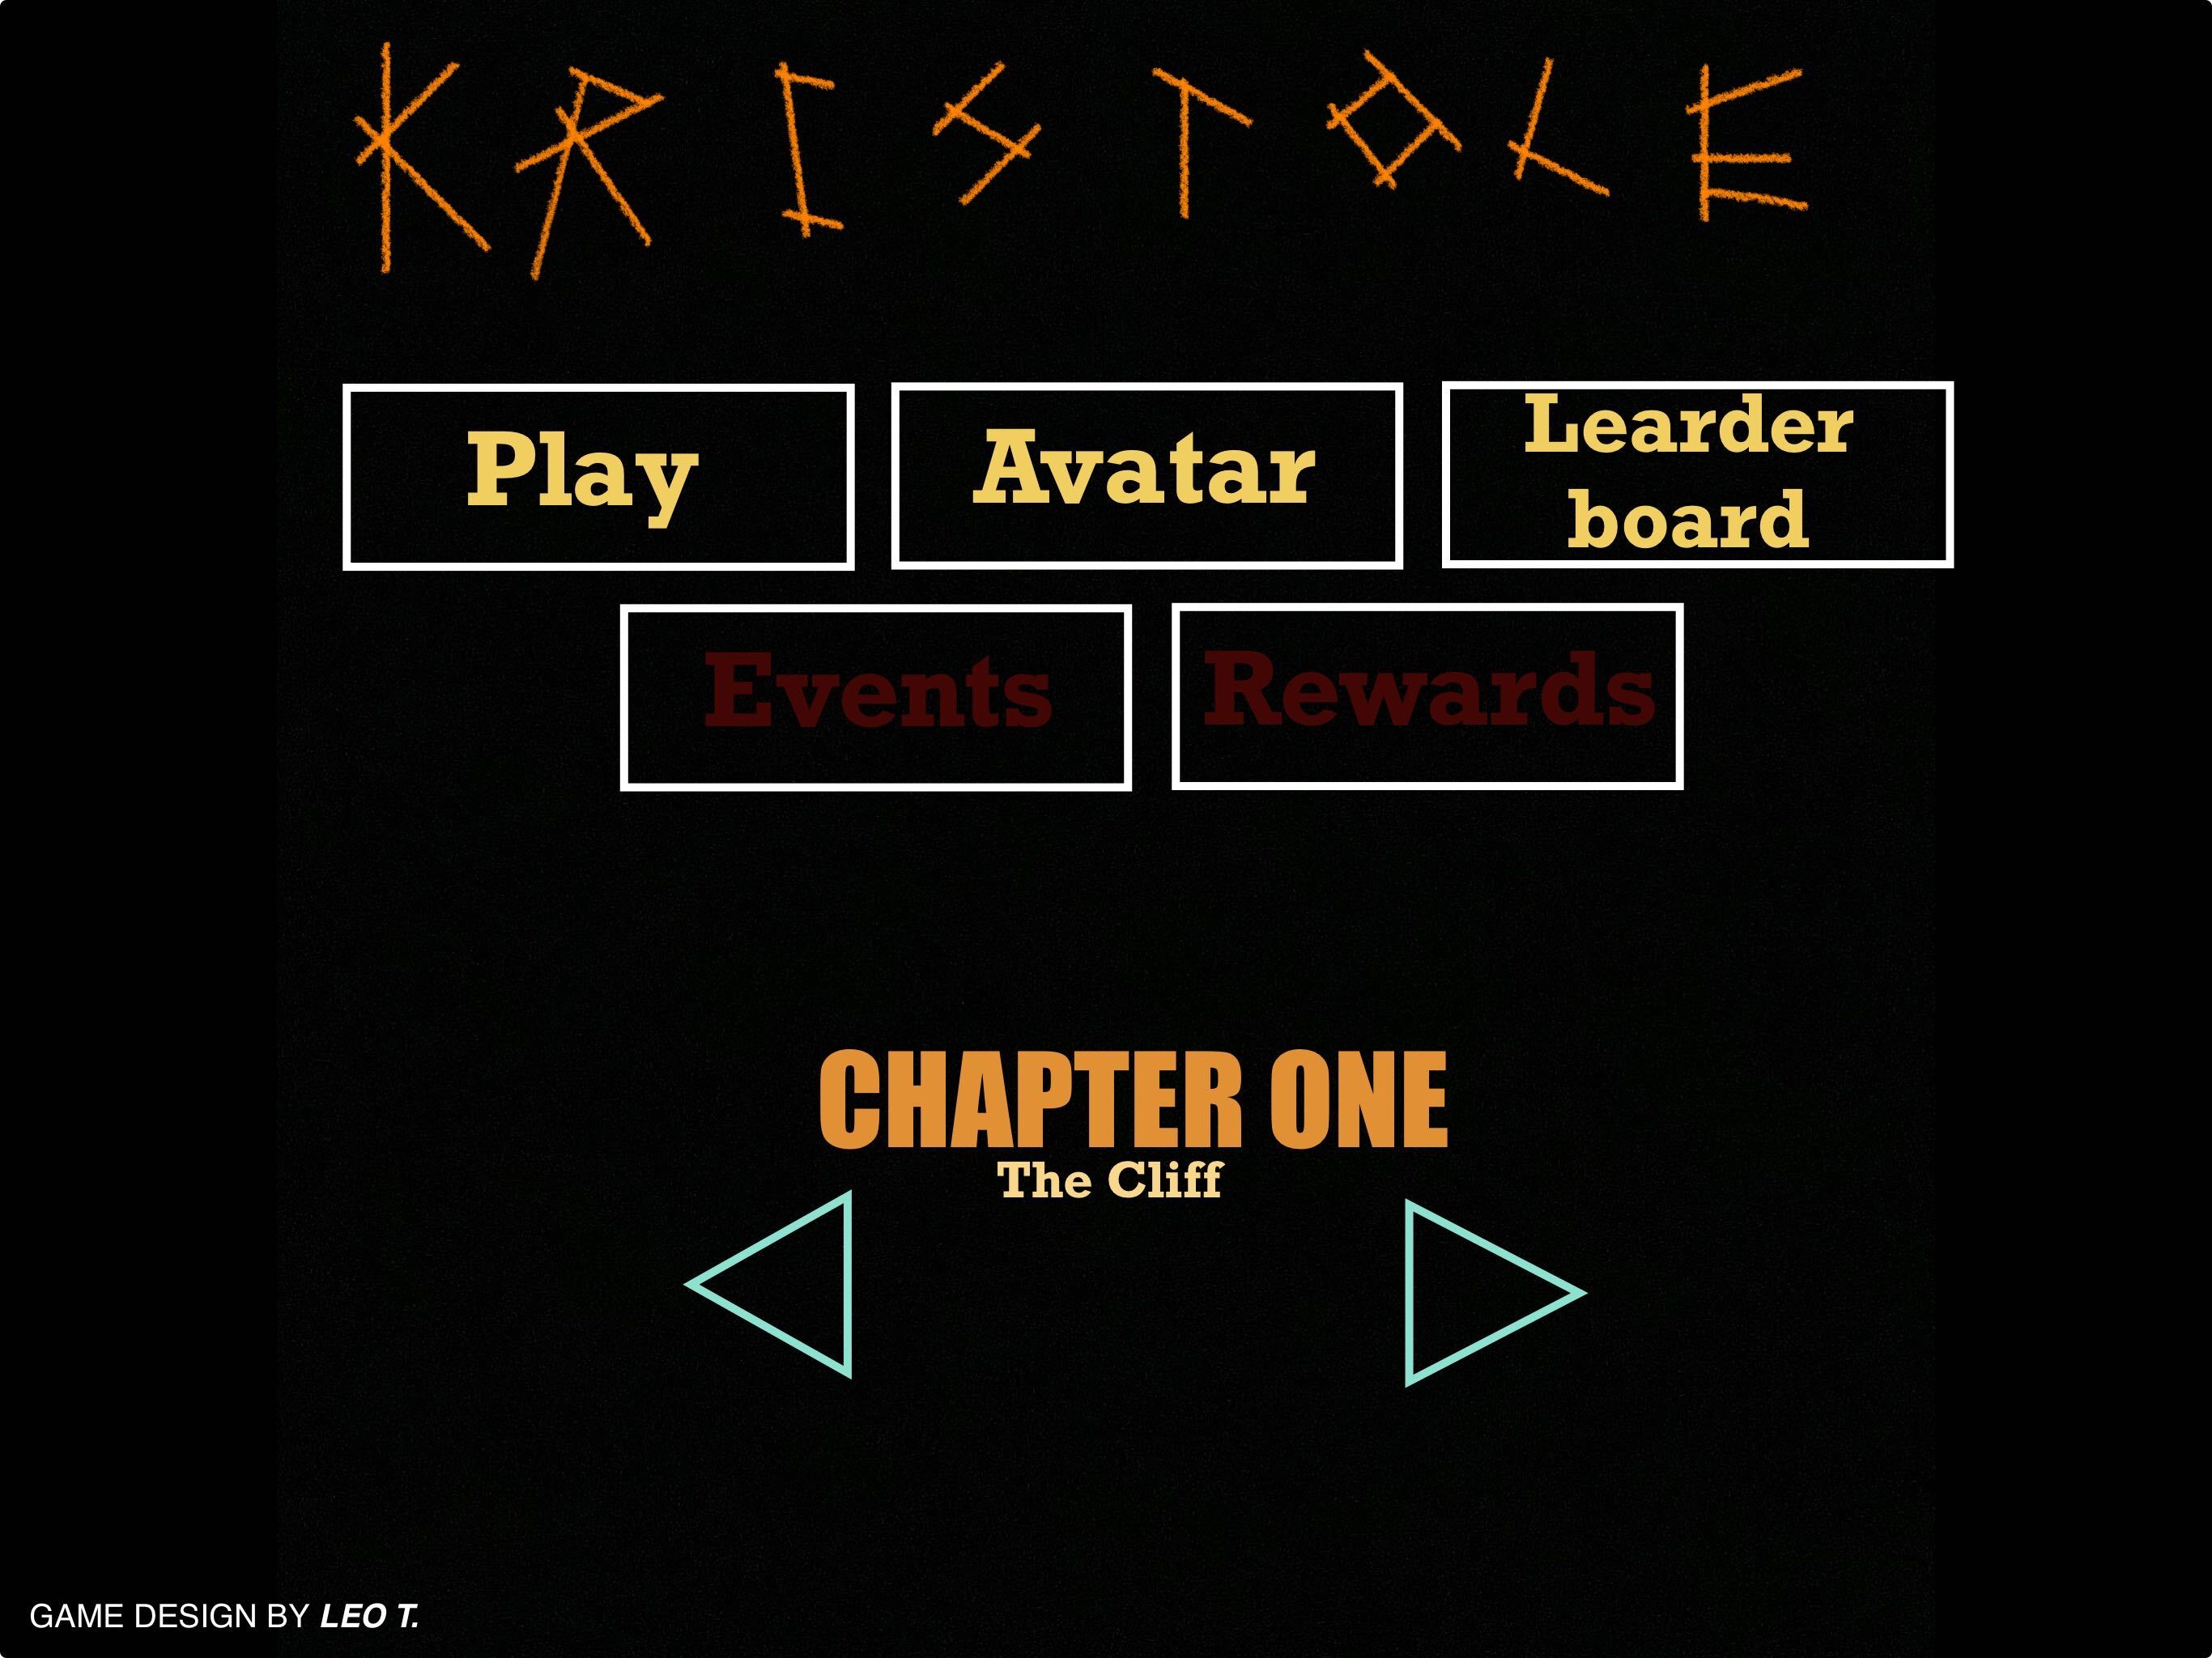 KRISTOLE
Play
Avatar
Learder
board
Events
Rewards
CHAPTER ONE
The Cliff
GAME DESIGN BY LEO T.